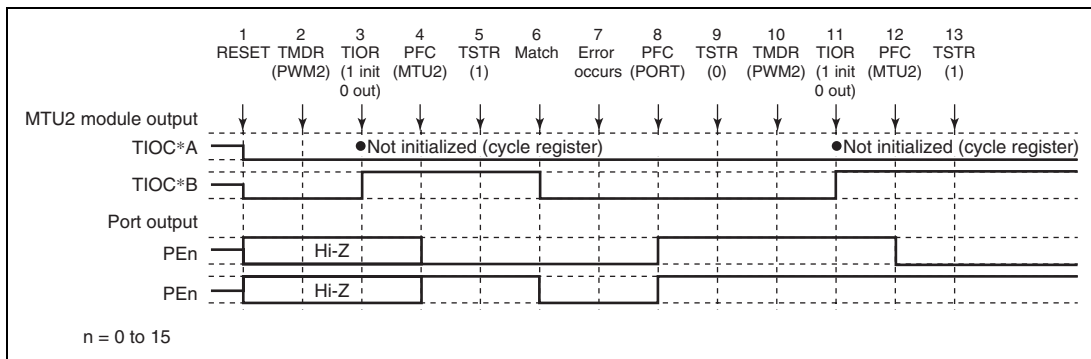 1 2 3 4 5 6 7 8 9 10 11 12 13
RESET TMDR TIOR PFC TSTR Match Error PFC TSTR TMDR TIOR PFC TSTR
(PWM2) (1 init (MTU2) (1) occurs (PORT) (0) (PWM2) (1 init (MTU2) (1)
0 out) 0 out)
MTU2 module output
TIOC*A ●Not initialized (cycle register) ●Not initialized (cycle register)
TIOC*B
Port output
PEn Hi-Z
PEn Hi-Z
n = 0 to 15